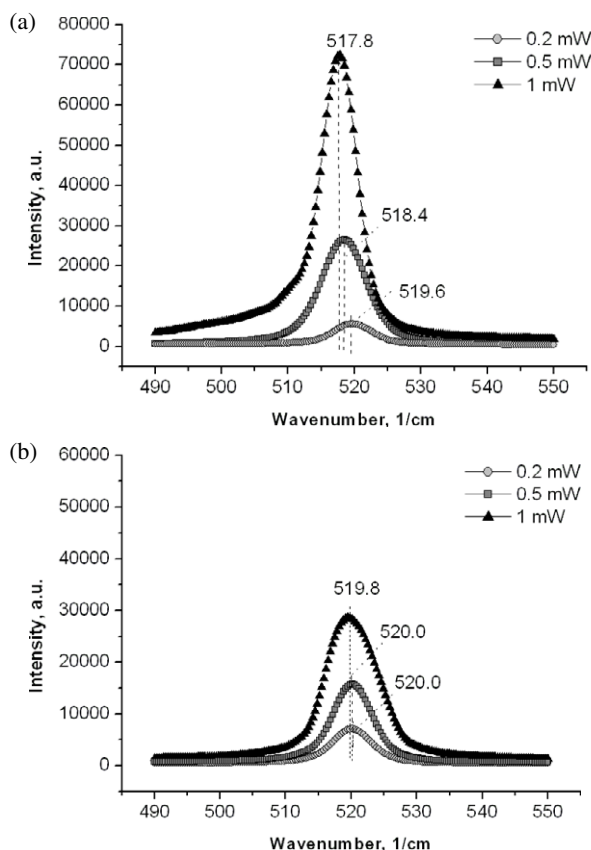 (a)
80000
70000
60000
50000
40000
30000
20000
10000
0
Intensity, a.u.
517.8
518.4
519.6
0.2 mW
0.5 mW
1 mW
490 500 510 520 530 540 550
Wavenumber, 1/cm
(b)
60000
50000
40000
30000
20000
10000
0
Intensity, a.u.
519.8
520.0
520.0
0.2 mW
0.5 mW
1 mW
490 500 510 520 530 540 550
Wavenumber, 1/cm